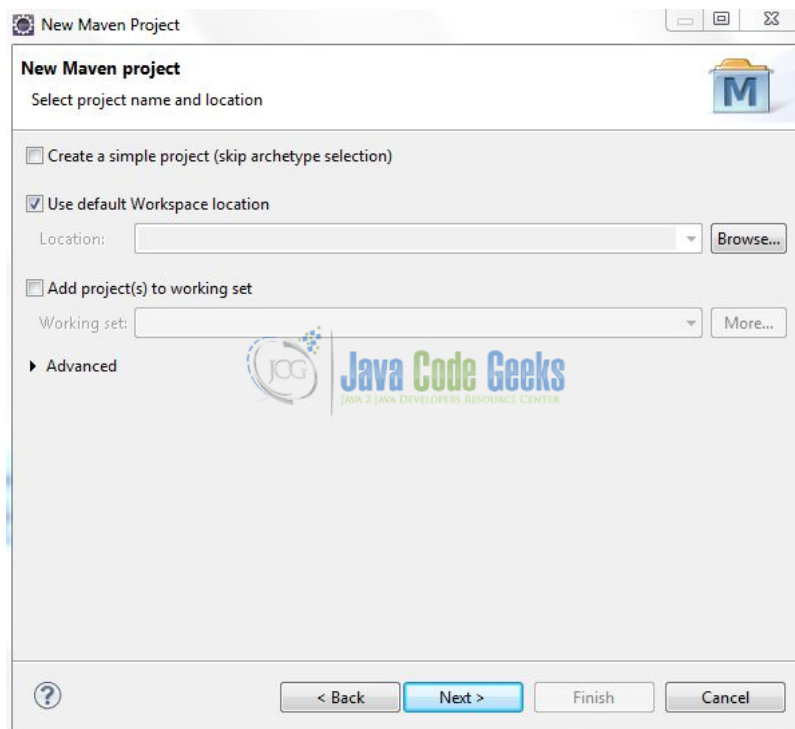 New Maven Project
New Maven project
Select project name and location
M
Create a simple project (skip archetype selection)
Use default Workspace location
Location:
Browse...
Add project(s) to working set
Working set:
More...
Advanced
JCG
Java Code Geeks
JAVA 2 JAVA DEVELOPERS RESOURCE CENTER
?
< Back
Next >
Finish
Cancel